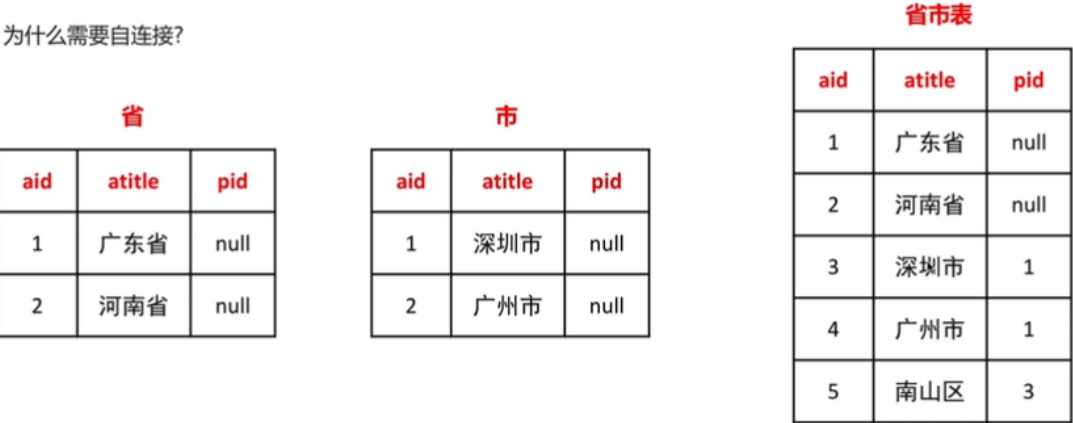 为什么需要自连接?
省
aid atitle pid
1 广东省 null
2 河南省 null
市
aid atitle pid
1 深圳市 null
2 广州市 null
省市表
aid atitle pid
1 广东省 null
2 河南省 null
3 深圳市 1
4 广州市 1
5 南山区 3